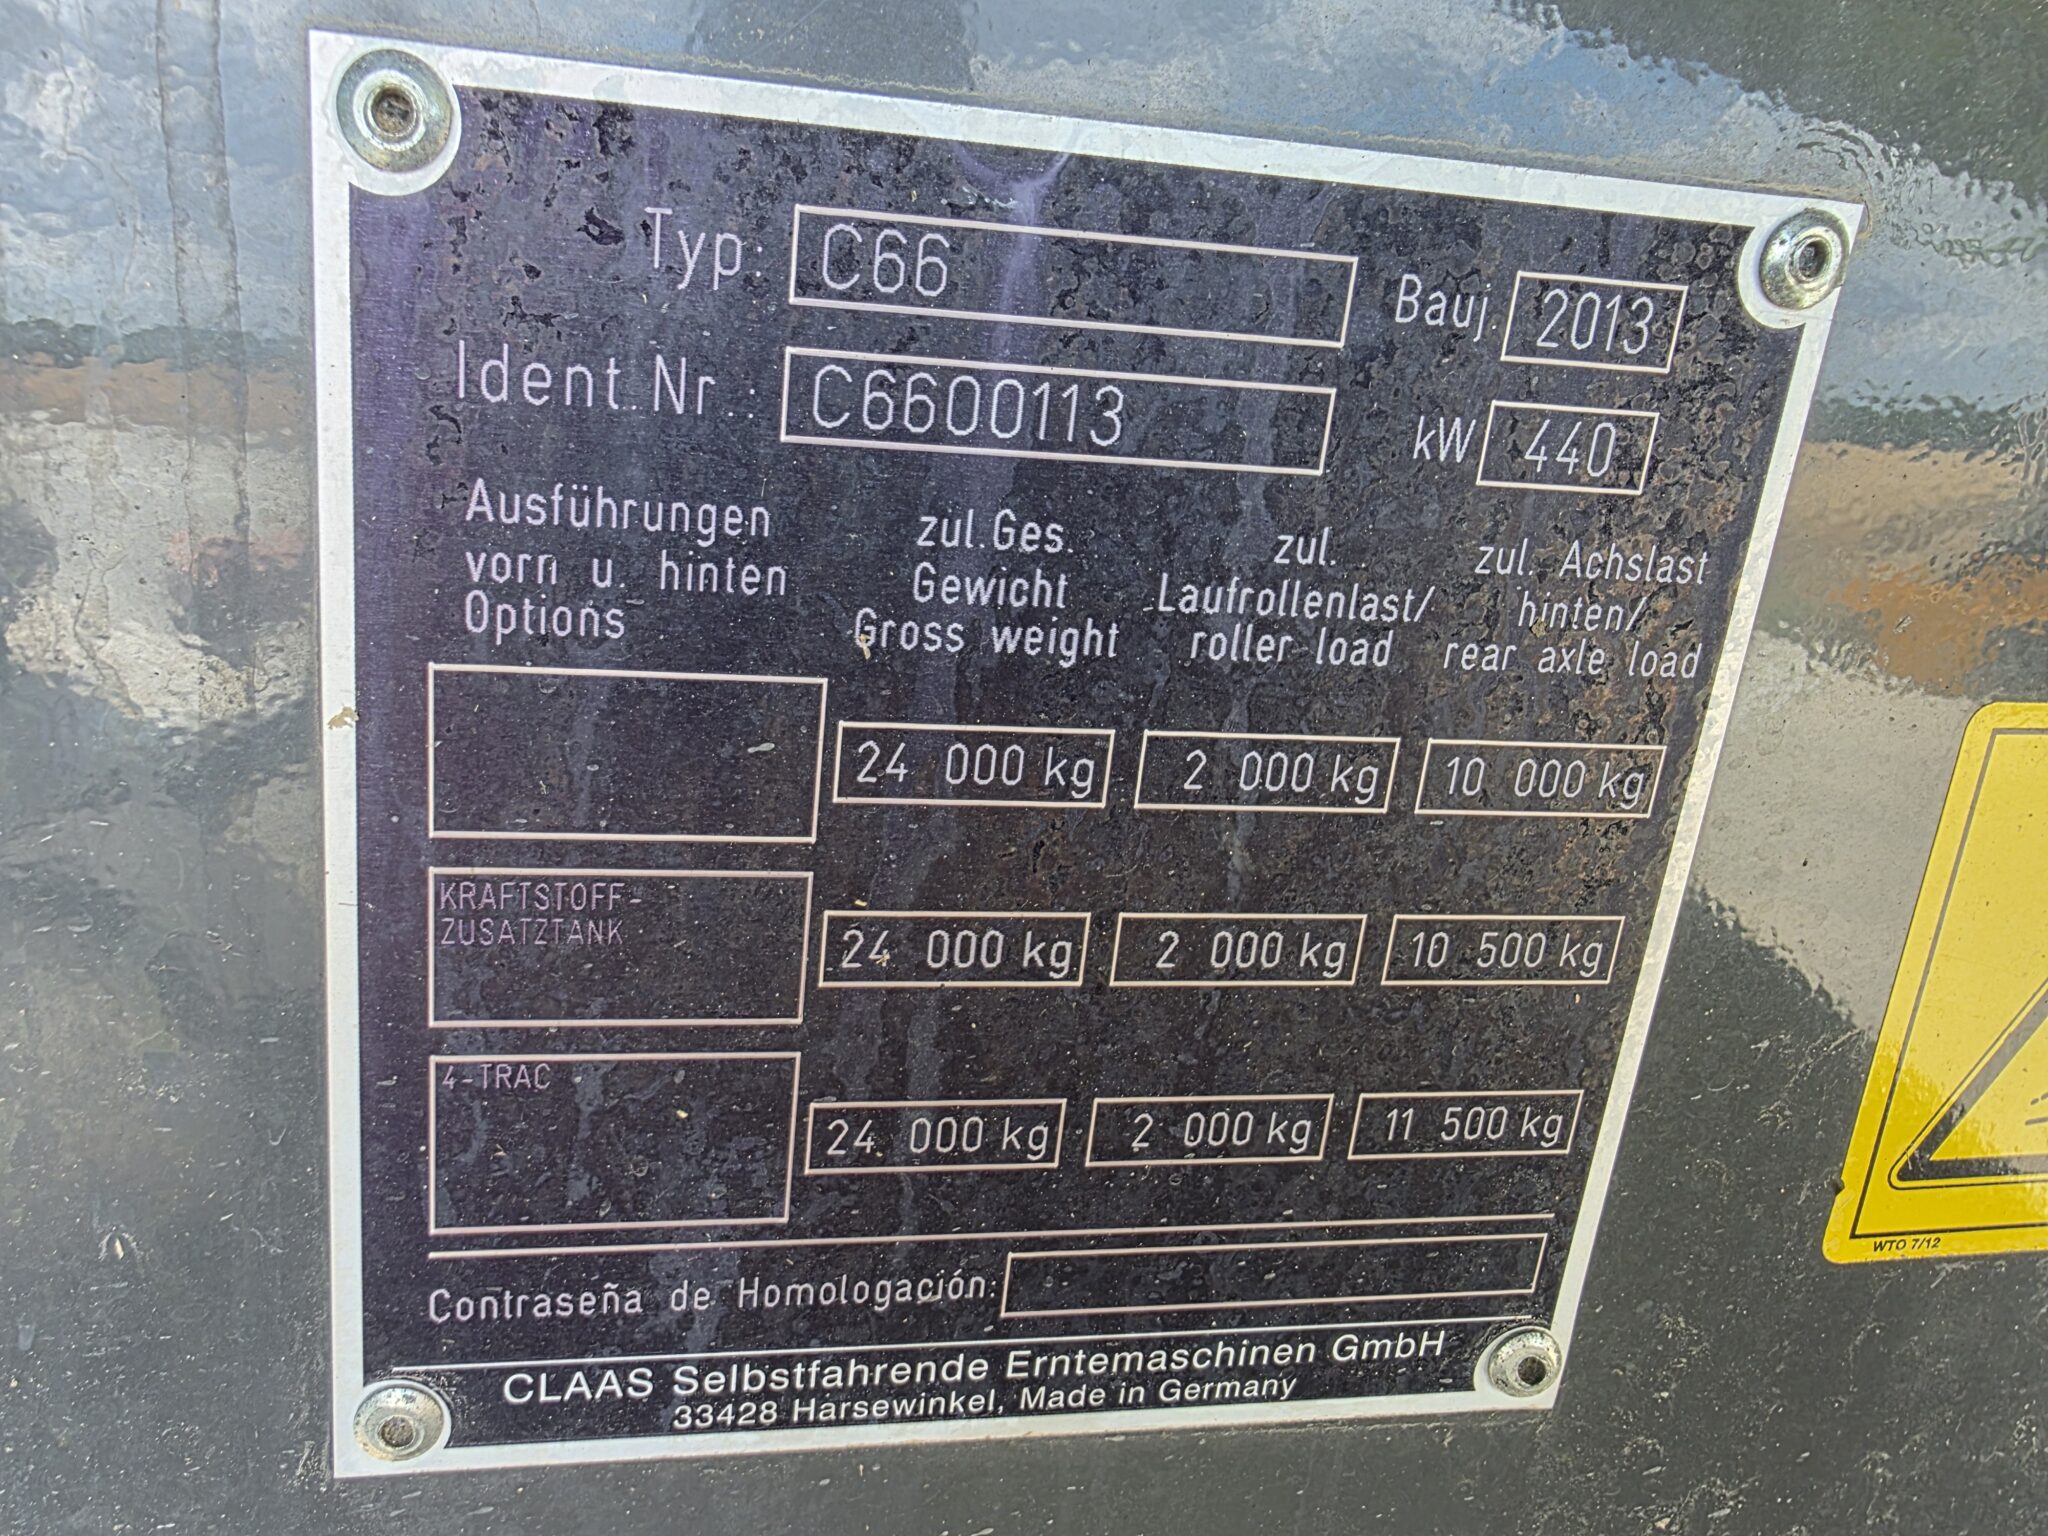 Typ: C66 Bauj. 2013
Ident.Nr.: C6600113 kW 440
Ausführungen
vorn u. hinten
Options
zul.Ges.
Gewicht
Gross weight
zul.
Laufrollenlast/
roller load
zul. Achslast
hinten/
rear axle load
24 000 kg 2 000 kg 10 000 kg
KRAFTSTOFF-
ZUSATZTANK
24 000 kg 2 000 kg 10 500 kg
4-TRAC
24 000 kg 2 000 kg 11 500 kg
Contraseña de Homologación:
CLAAS Selbstfahrende Erntemaschinen GmbH
33428 Harsewinkel, Made in Germany
WTO 7/12